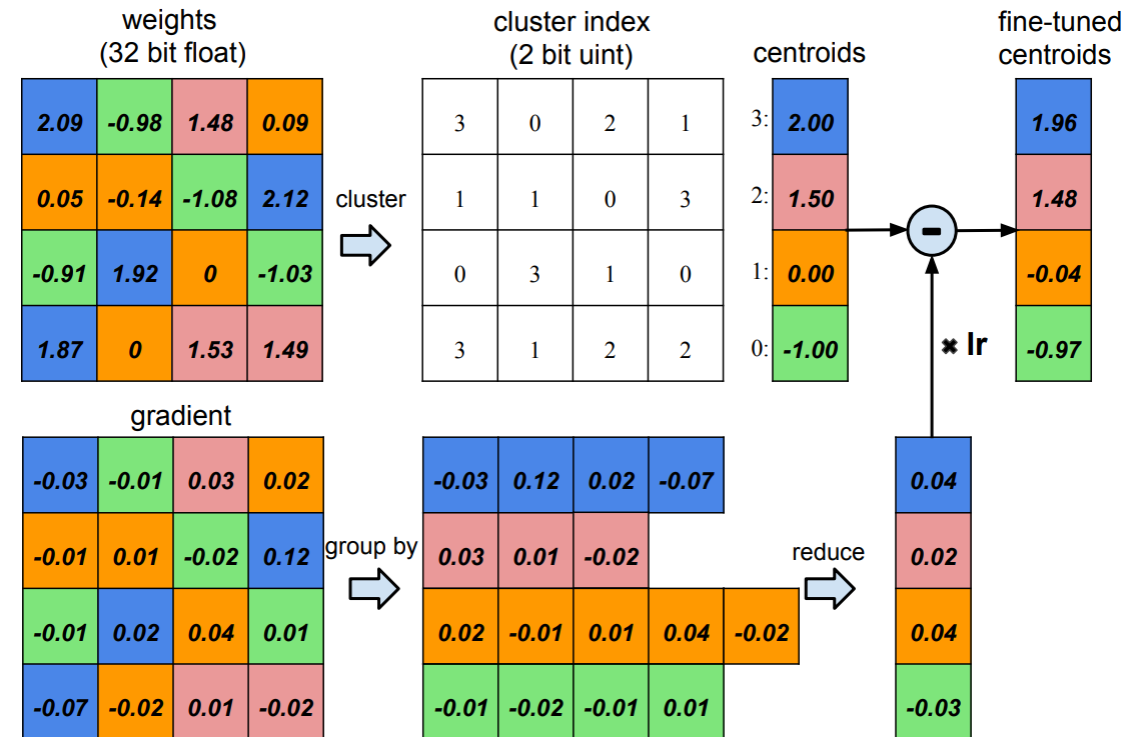 weights
(32 bit float)
cluster index
(2 bit uint)
centroids
fine-tuned
centroids
2.09 -0.98 1.48 0.09
3 0 2 1
3: 2.00
1.96
0.05 -0.14 -1.08 2.12
cluster
1 1 0 3
2: 1.50
1.48
-
-0.91 1.92 0 -1.03
0 3 1 0
1: 0.00
-0.04
1.87 0 1.53 1.49
3 1 2 2
0: -1.00
× lr
-0.97
gradient
-0.03 -0.01 0.03 0.02
-0.03 0.12 0.02 -0.07
0.04
-0.01 0.01 -0.02 0.12
group by
0.03 0.01 -0.02
reduce
0.02
-0.01 0.02 0.04 0.01
0.02 -0.01 0.01 0.04 -0.02
0.04
-0.07 -0.02 0.01 -0.02
-0.01 -0.02 -0.01 0.01
-0.03